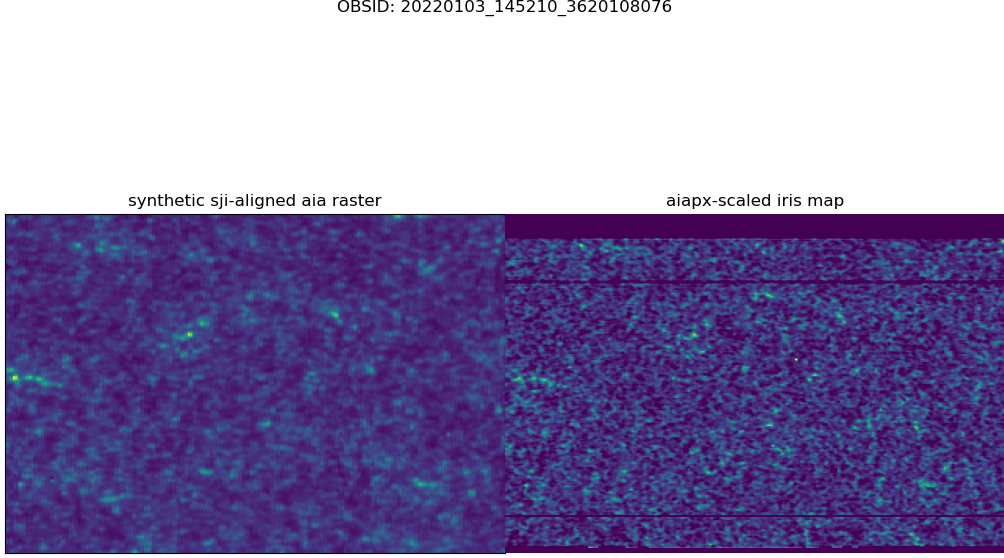 OBSID: 20220103_145210_3620108076
synthetic sji-aligned aia raster
aiapx-scaled iris map